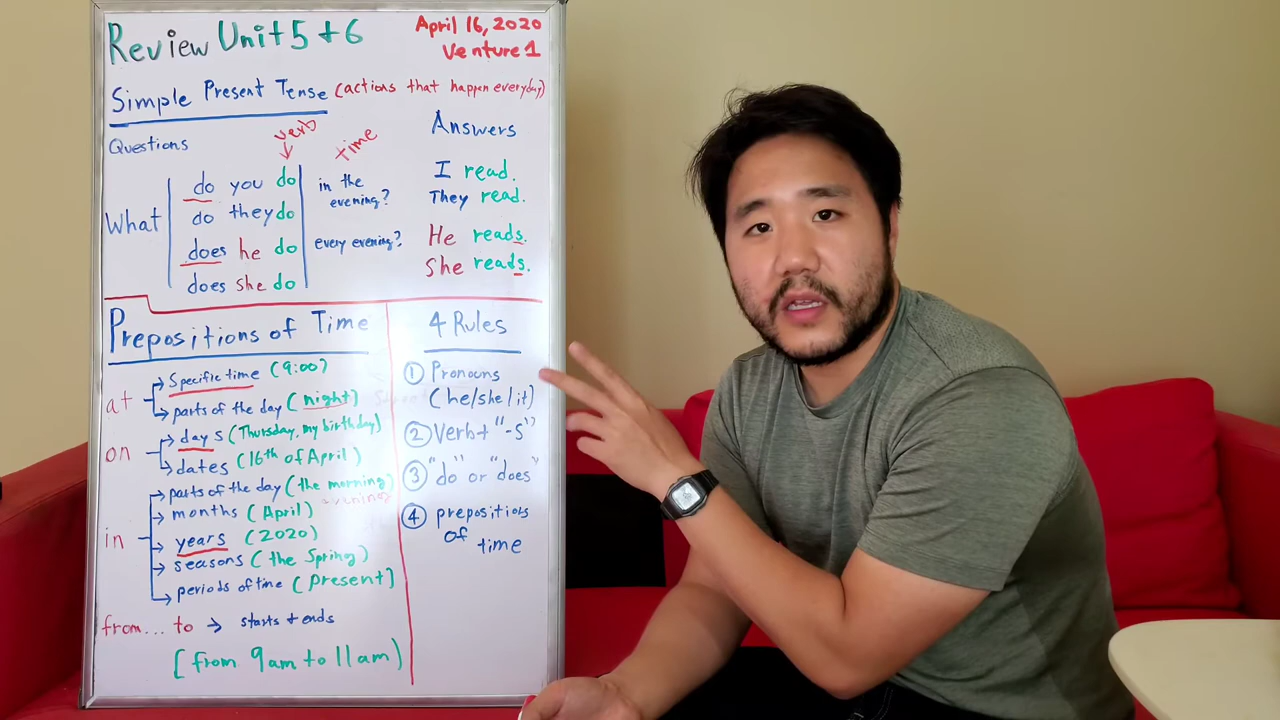 Review Unit 5 + 6
April 16, 2020
Venture 1
Simple Present Tense (actions that happen everyday)
Questions
verb
time
Answers
What
do you do
do they do
does he do
does she do
in the
evening?
every evening?
I read.
They read.
He reads.
She reads.
Prepositions of Time
at
Specific time (9:00)
parts of the day (night)
on
days (Thursday, my birthday)
dates (16th of April)
in
parts of the day (the morning)
evening
months (April)
years (2020)
seasons (the Spring)
periods of time (present)
from... to → starts + ends
(from 9am to 11am)
4 Rules
① Pronouns
(he/she/it)
② Verb + "-s"
③ "do" or "does"
④ prepositions
of time